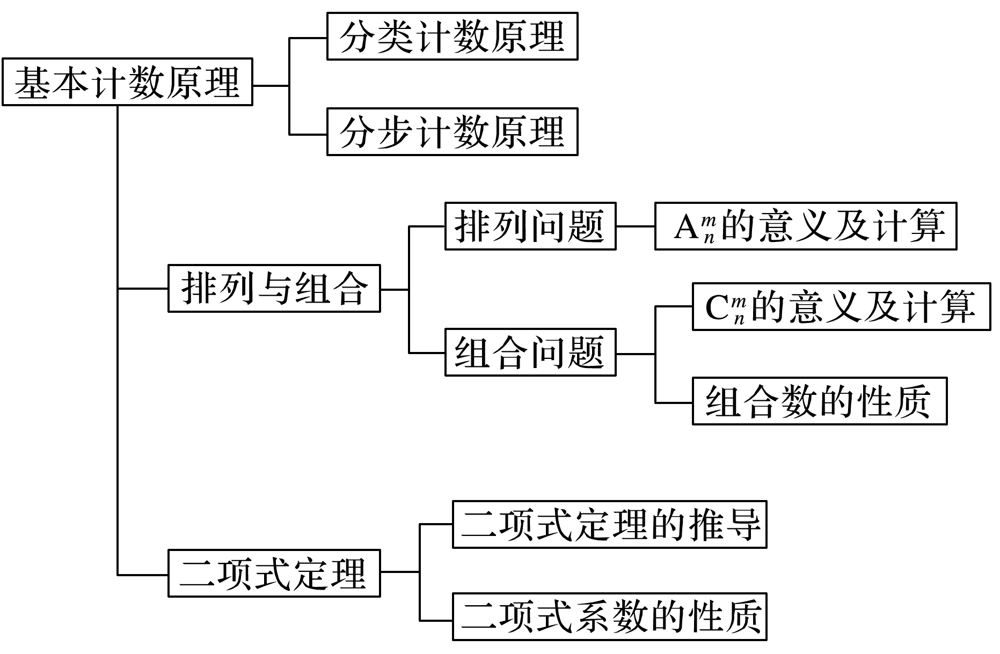 分类计数原理
基本计数原理
分步计数原理
排列问题
A^m_n的意义及计算
排列与组合
C^m_n的意义及计算
组合问题
组合数的性质
二项式定理的推导
二项式定理
二项式系数的性质